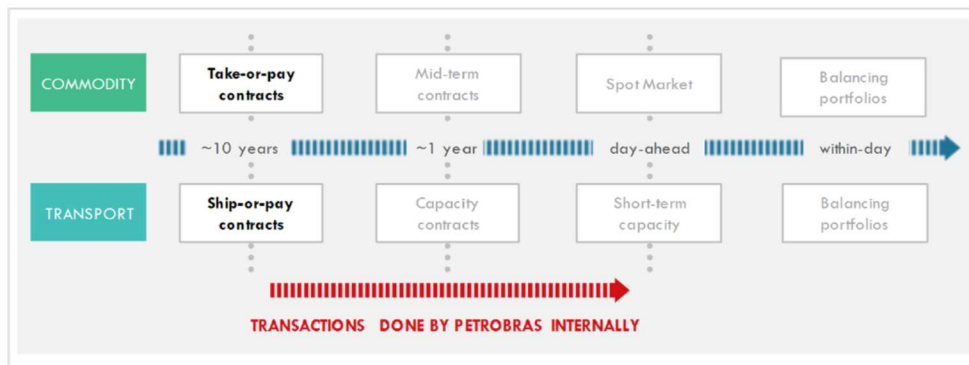 Take-or-pay
contracts
Mid-term
contracts
Spot Market
Balancing
portfolios
COMMODITY
~10 years
~1 year
day-ahead
within-day
TRANSPORT
Ship-or-pay
contracts
Capacity
contracts
Short-term
capacity
Balancing
portfolios
TRANSACTIONS DONE BY PETROBRAS INTERNALLY